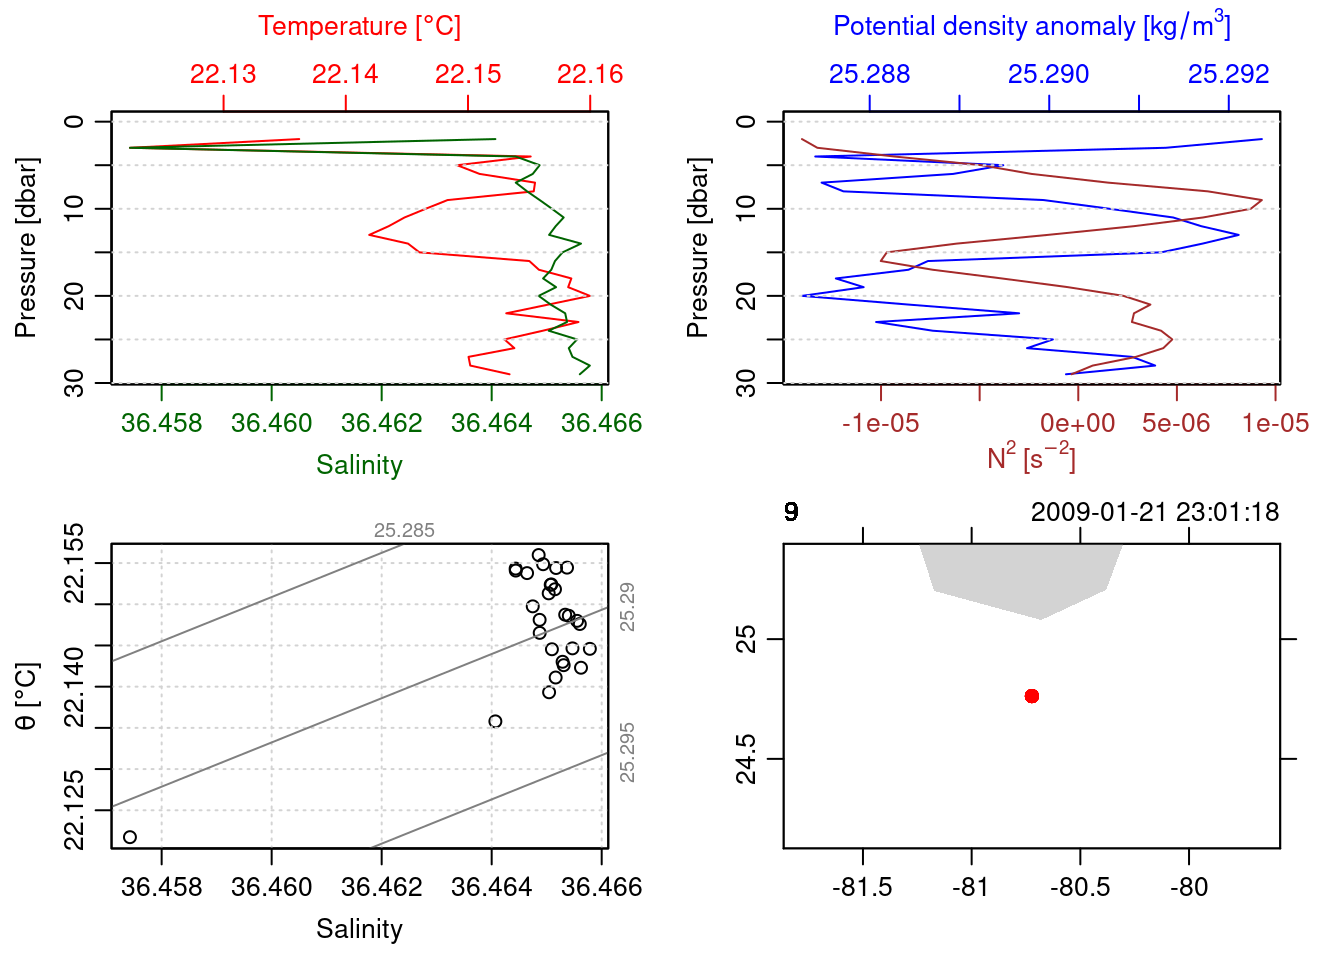 Temperature [°C]
22.13 22.14 22.15 22.16
0
10
20
30
Pressure [dbar]
36.458 36.460 36.462 36.464 36.466
Salinity
Potential density anomaly [kg/m³]
25.288 25.290 25.292
0
10
20
30
Pressure [dbar]
-1e-05 0e+00 5e-06 1e-05
N² [s⁻²]
25.285
25.29
25.295
22.155
22.140
22.125
θ [°C]
36.458 36.460 36.462 36.464 36.466
Salinity
2009-01-21 23:01:18
25
24.5
-81.5 -81 -80.5 -80